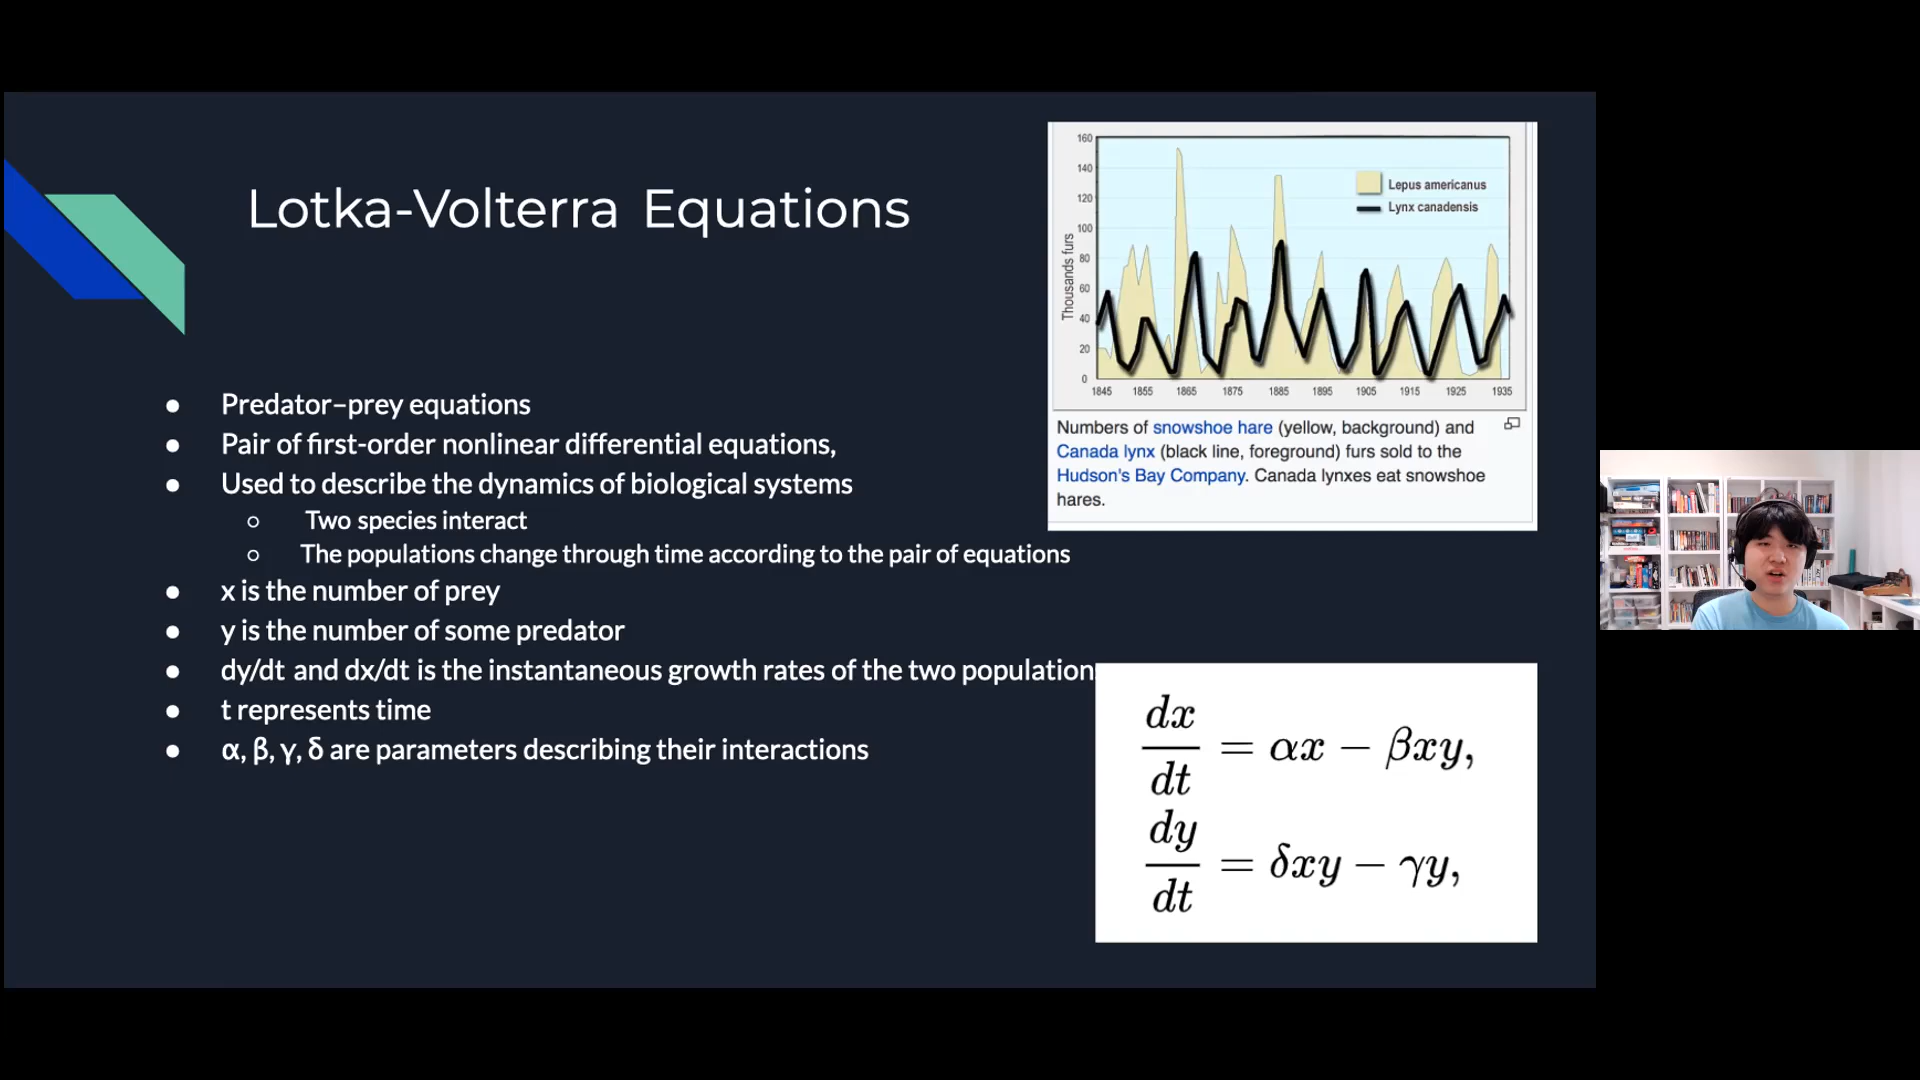 Lotka-Volterra Equations
● Predator–prey equations
● Pair of first-order nonlinear differential equations,
● Used to describe the dynamics of biological systems
○ Two species interact
○ The populations change through time according to the pair of equations
● x is the number of prey
● y is the number of some predator
● dy/dt and dx/dt is the instantaneous growth rates of the two population
● t represents time
● α, β, γ, δ are parameters describing their interactions
160
140
120
100
80
60
40
20
0
Thousands furs
Lepus americanus
Lynx canadensis
1845 1855 1865 1875 1885 1895 1905 1915 1925 1935
Numbers of snowshoe hare (yellow, background) and
Canada lynx (black line, foreground) furs sold to the
Hudson's Bay Company. Canada lynxes eat snowshoe
hares.
dx/dt = αx − βxy,
dy/dt = δxy − γy,